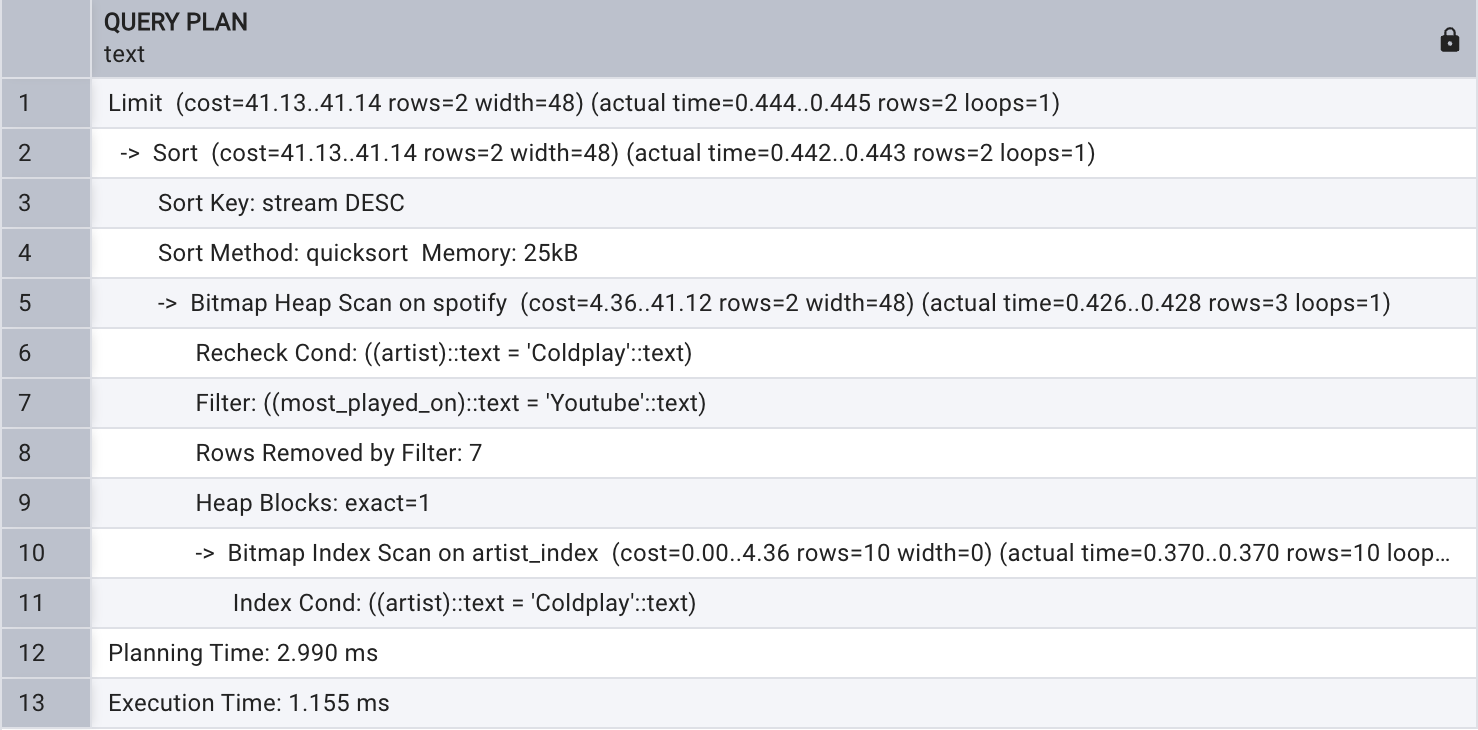 QUERY PLAN
text
1 Limit (cost=41.13..41.14 rows=2 width=48) (actual time=0.444..0.445 rows=2 loops=1)
2 -> Sort (cost=41.13..41.14 rows=2 width=48) (actual time=0.442..0.443 rows=2 loops=1)
3 Sort Key: stream DESC
4 Sort Method: quicksort Memory: 25kB
5 -> Bitmap Heap Scan on spotify (cost=4.36..41.12 rows=2 width=48) (actual time=0.426..0.428 rows=3 loops=1)
6 Recheck Cond: ((artist)::text = 'Coldplay'::text)
7 Filter: ((most_played_on)::text = 'Youtube'::text)
8 Rows Removed by Filter: 7
9 Heap Blocks: exact=1
10 -> Bitmap Index Scan on artist_index (cost=0.00..4.36 rows=10 width=0) (actual time=0.370..0.370 rows=10 loop...
11 Index Cond: ((artist)::text = 'Coldplay'::text)
12 Planning Time: 2.990 ms
13 Execution Time: 1.155 ms